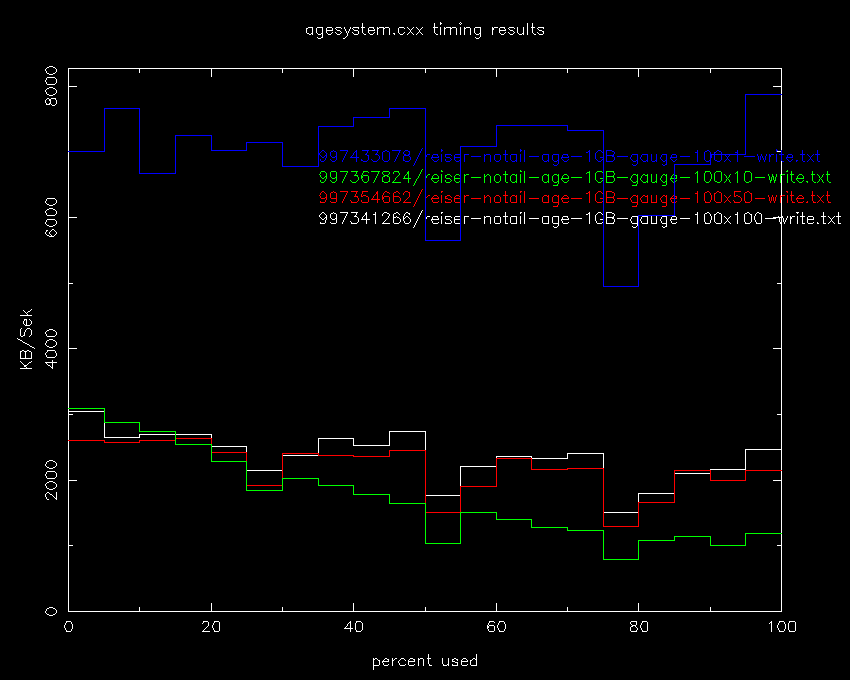 agesystem.cxx timing results
8000
997433078/reiser-notail-age-1GB-gauge-100x1-write.txt
997367824/reiser-notail-age-1GB-gauge-100x10-write.txt
997354662/reiser-notail-age-1GB-gauge-100x50-write.txt
6000
997341266/reiser-notail-age-1GB-gauge-100x100-write.txt
KB/Sek
4000
2000
0
0 20 40 60 80 100
percent used